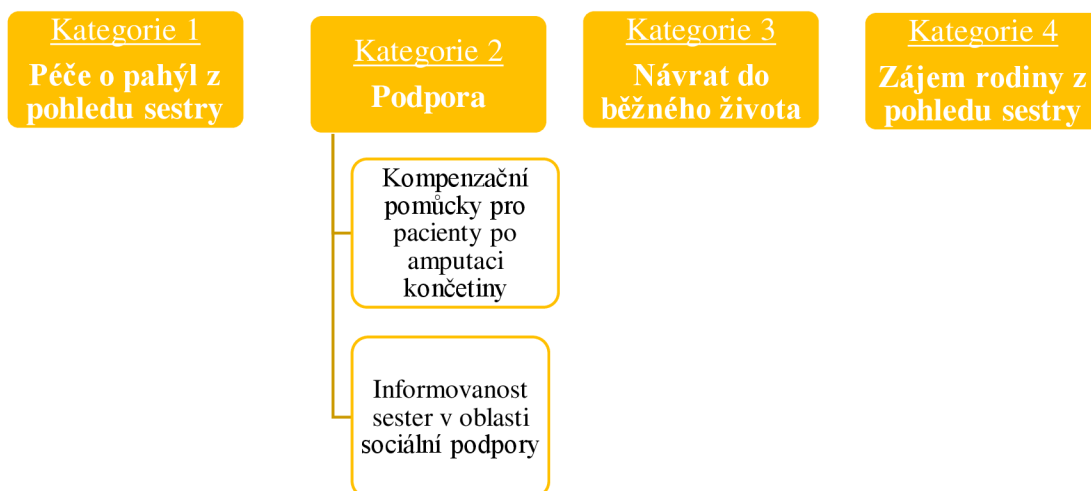 Kategorie 1
Péče o pahýl z
pohledu sestry
Kategorie 2
Podpora
Kompenzační
pomůcky pro
pacienty po
amputaci
končetiny
Informovanost
sester v oblasti
sociální podpory
Kategorie 3
Návrat do
běžného života
Kategorie 4
Zájem rodiny z
pohledu sestry